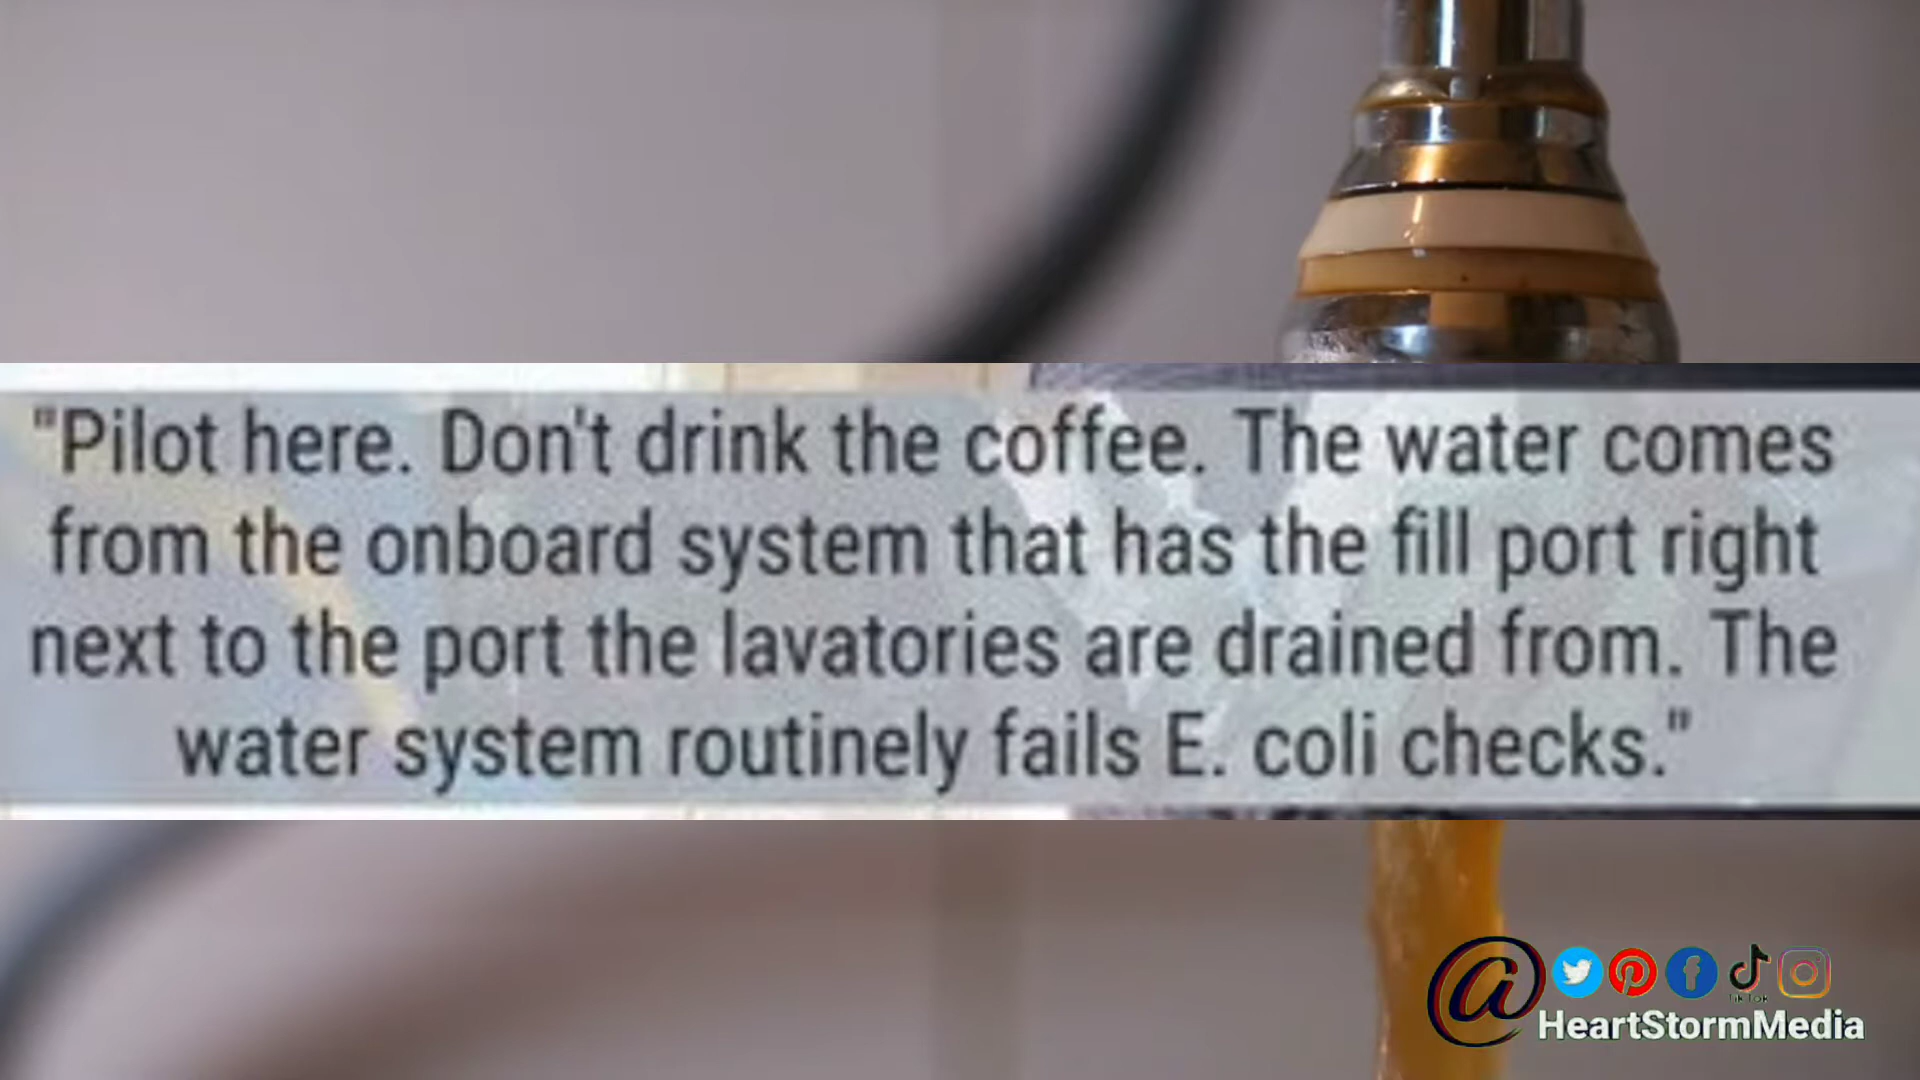 "Pilot here. Don't drink the coffee. The water comes
from the onboard system that has the fill port right
next to the port the lavatories are drained from. The
water system routinely fails E. coli checks."
@
TikTok
HeartStormMedia